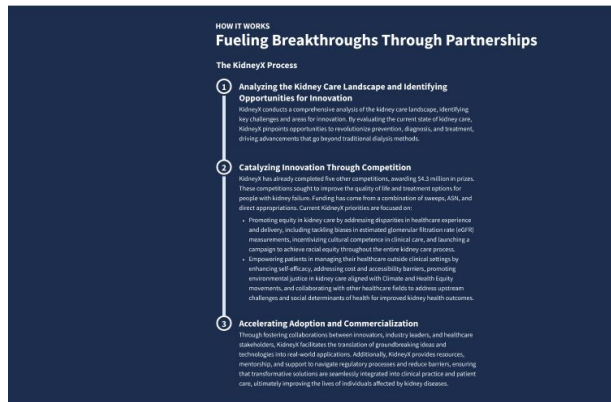 HOW IT WORKS
Fueling Breakthroughs Through Partnerships
The KidneyX Process
1
Analyzing the Kidney Care Landscape and Identifying
Opportunities for Innovation
KidneyX conducts a comprehensive analysis of the kidney care landscape, identifying
key challenges and areas for innovation. By evaluating the current state of kidney care,
KidneyX pinpoints opportunities to revolutionize prevention, diagnosis, and treatment,
driving advancements that go beyond traditional dialysis methods.
2
Catalyzing Innovation Through Competition
KidneyX has already completed five other competitions, awarding $4.3 million in prizes.
These competitions sought to improve the quality of life and treatment options for
people with kidney failure. Funding has come from a combination of sweeps, ASN, and
direct appropriations. Current KidneyX priorities are focused on:
• Promoting equity in kidney care by addressing disparities in healthcare experience
and delivery, including tackling biases in estimated glomerular filtration rate (eGFR)
measurements, incentivizing cultural competence in clinical care, and launching a
campaign to achieve racial equity throughout the entire kidney care process.
• Empowering patients in managing their healthcare outside clinical settings by
enhancing self-efficacy, addressing cost and accessibility barriers, promoting
environmental justice in kidney care aligned with Climate and Health Equity
movements, and collaborating with other healthcare fields to address upstream
challenges and social determinants of health for improved kidney health outcomes.
3
Accelerating Adoption and Commercialization
Through fostering collaborations between innovators, industry leaders, and healthcare
stakeholders, KidneyX facilitates the translation of groundbreaking ideas and
technologies into real-world applications. Additionally, KidneyX provides resources,
mentorship, and support to navigate regulatory processes and reduce barriers, ensuring
that transformative solutions are seamlessly integrated into clinical practice and patient
care, ultimately improving the lives of individuals affected by kidney diseases.